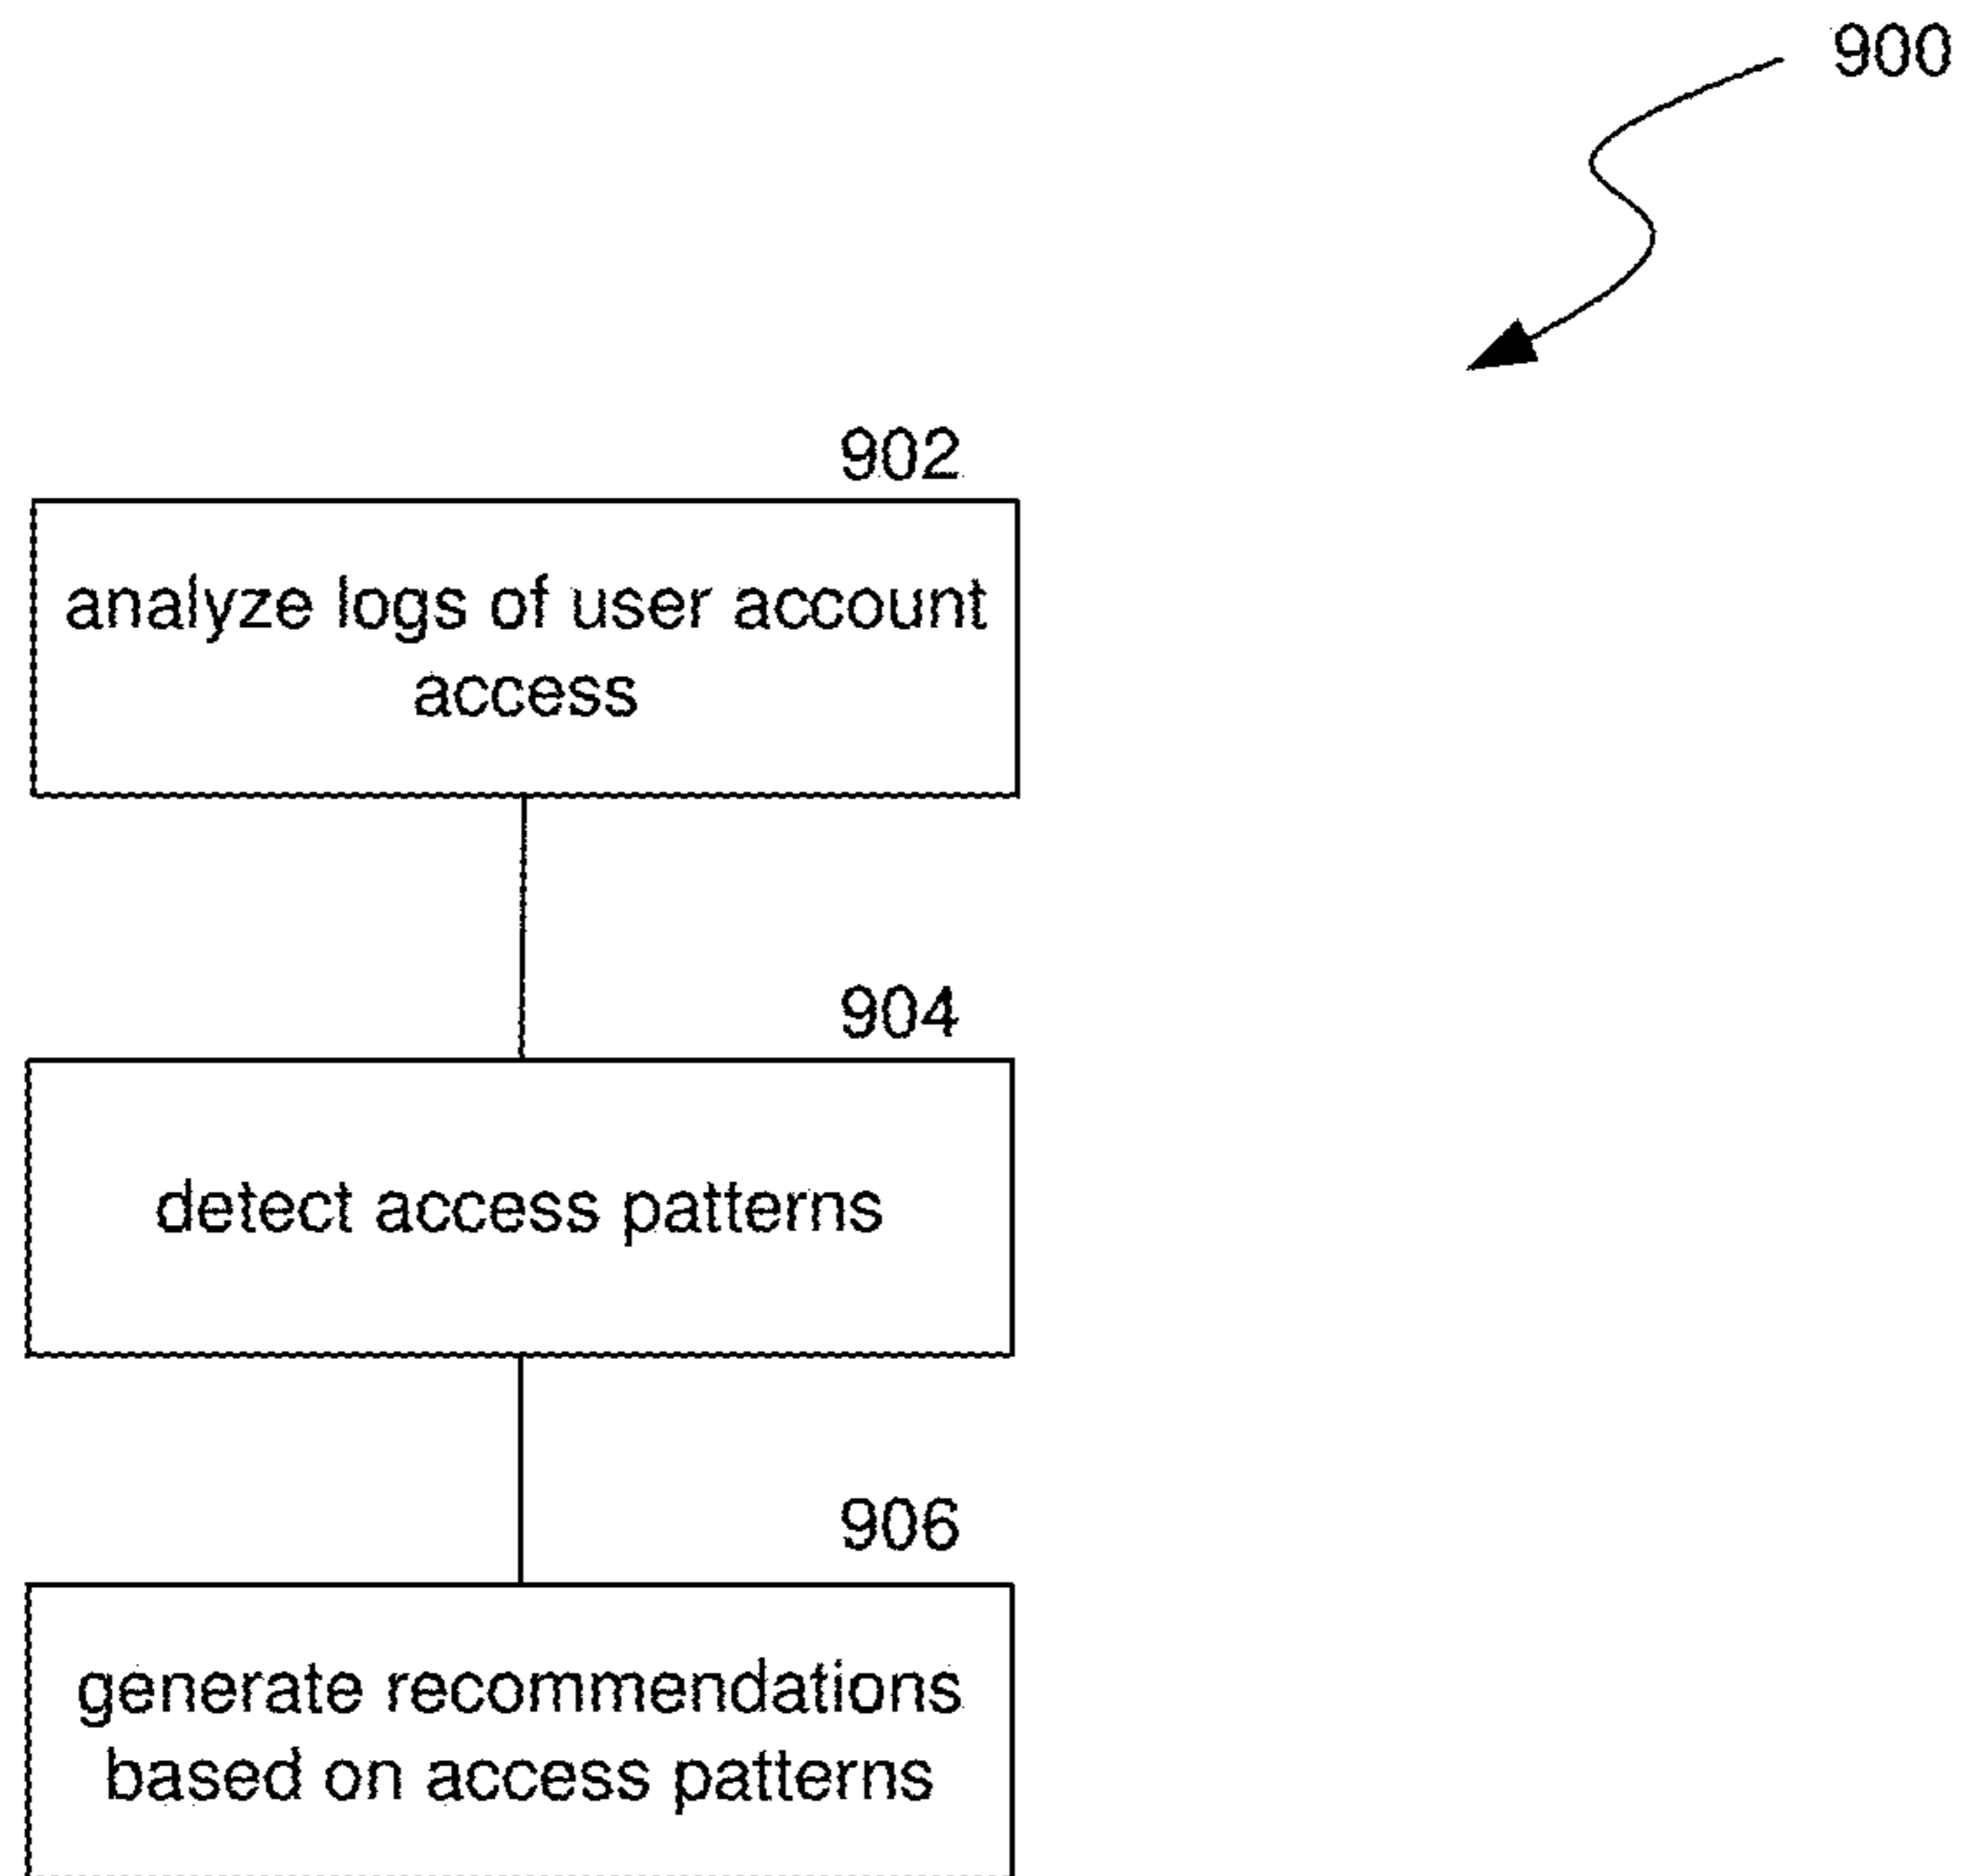 900
902
analyze logs of user account
access
904
detect access patterns
906
generate recommendations
based on access patterns